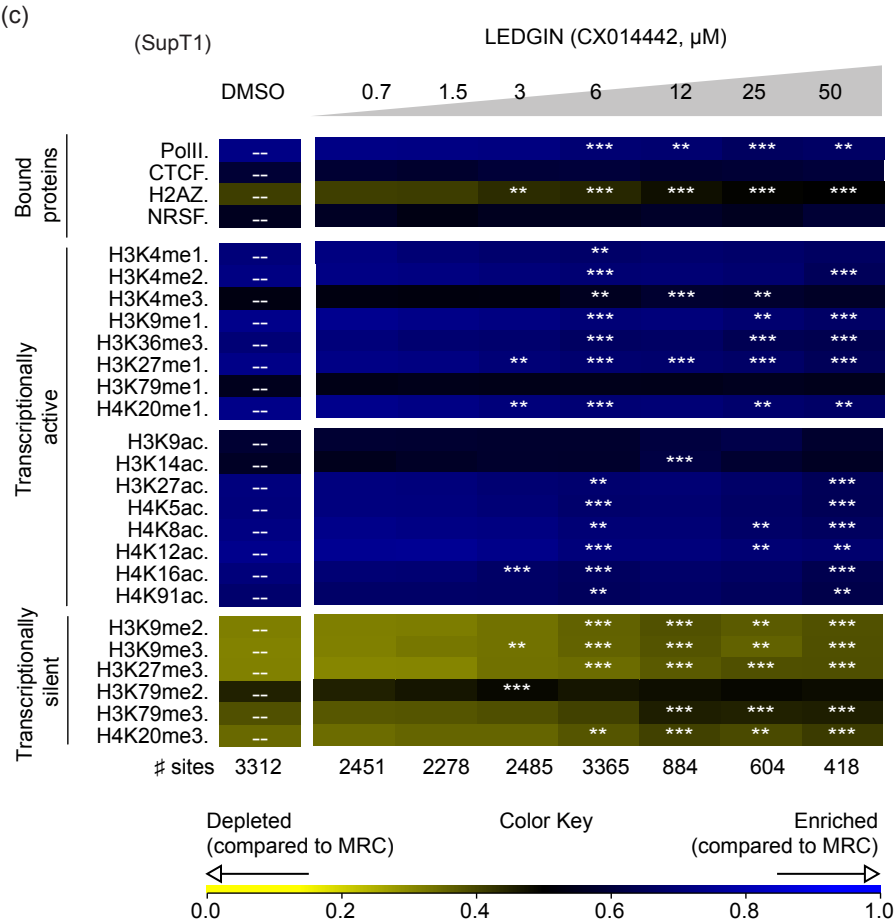 (c)
(SupT1) LEDGIN (CX014442, µM)
DMSO 0.7 1.5 3 6 12 25 50
Bound proteins
PolII. -- *** ** *** **
CTCF. --
H2AZ. -- ** *** *** *** ***
NRSF. --
Transcriptionally active
H3K4me1. -- **
H3K4me2. -- *** ***
H3K4me3. -- ** *** **
H3K9me1. -- *** ** ***
H3K36me3. -- *** *** ***
H3K27me1. -- ** *** *** *** ***
H3K79me1. --
H4K20me1. -- ** *** ** **
H3K9ac. --
H3K14ac. -- ***
H3K27ac. -- ** ***
H4K5ac. -- *** ***
H4K8ac. -- ** ** ***
H4K12ac. -- *** ** **
H4K16ac. -- *** *** ***
H4K91ac. -- ** **
Transcriptionally silent
H3K9me2. -- *** *** ** ***
H3K9me3. -- ** *** *** ** ***
H3K27me3. -- *** *** *** ***
H3K79me2. -- ***
H3K79me3. -- *** *** ***
H4K20me3. -- ** *** ** ***
♯ sites 3312 2451 2278 2485 3365 884 604 418
Depleted (compared to MRC) Color Key Enriched (compared to MRC)
0.0 0.2 0.4 0.6 0.8 1.0